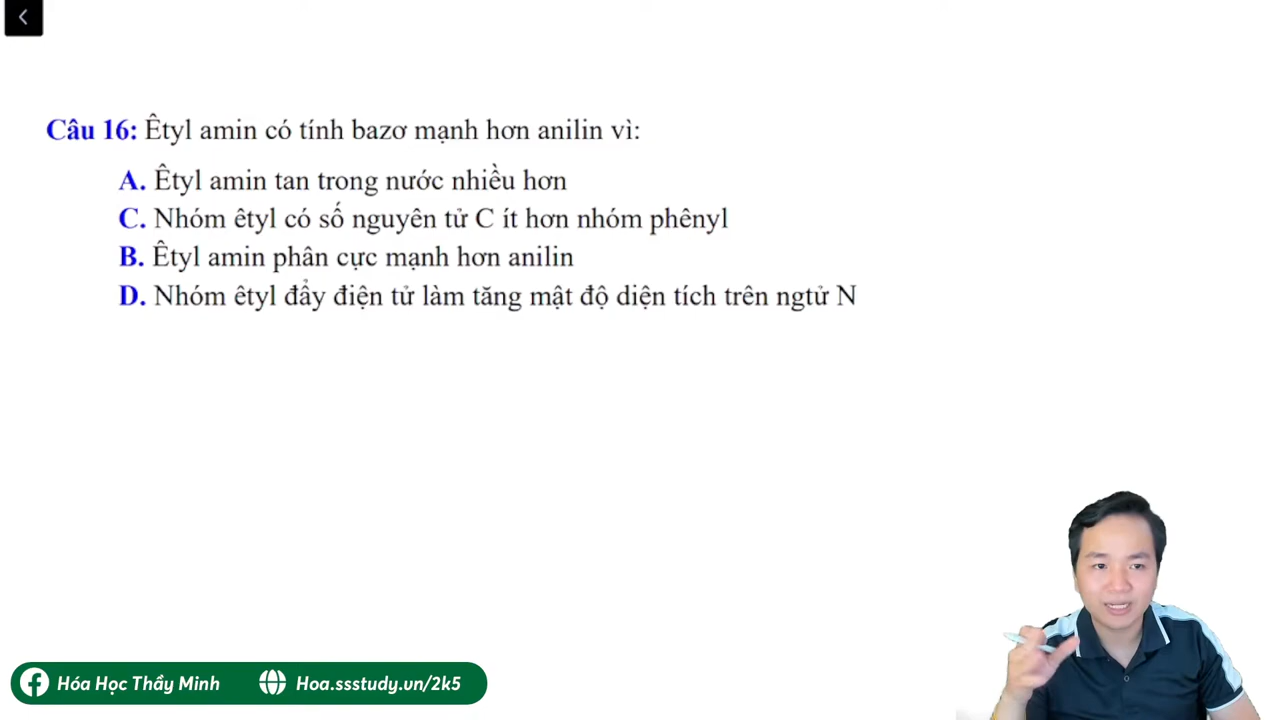 Câu 16: Êtyl amin có tính bazơ mạnh hơn anilin vì:
A. Êtyl amin tan trong nước nhiều hơn
C. Nhóm êtyl có số nguyên tử C ít hơn nhóm phênyl
B. Êtyl amin phân cực mạnh hơn anilin
D. Nhóm êtyl đẩy điện tử làm tăng mật độ diện tích trên ngtử N
Hóa Học Thầy Minh
Hoa.ssstudy.vn/2k5